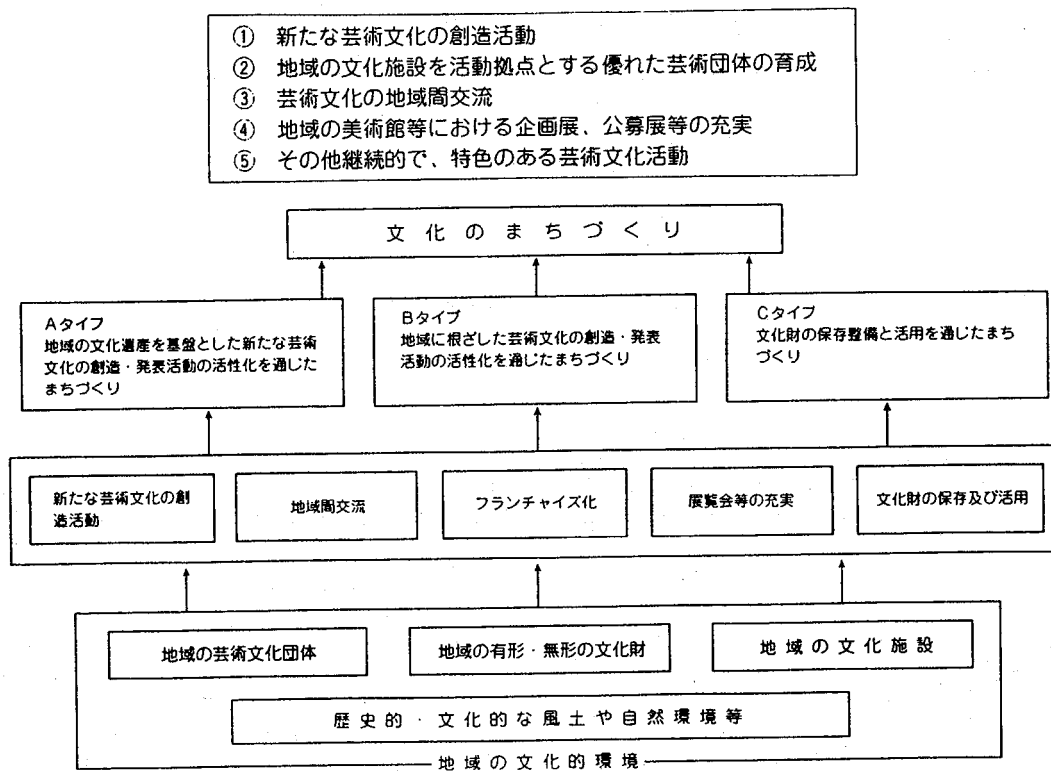 ① 新たな芸術文化の創造活動
② 地域の文化施設を活動拠点とする優れた芸術団体の育成
③ 芸術文化の地域間交流
④ 地域の美術館等における企画展、公募展等の充実
⑤ その他継続的で、特色のある芸術文化活動
文化のまちづくり
Aタイプ
地域の文化遺産を基盤とした新たな芸術
文化の創造・発表活動の活性化を通じた
まちづくり
Bタイプ
地域に根ざした芸術文化の創造・発表
活動の活性化を通じたまちづくり
Cタイプ
文化財の保存整備と活用を通じたまち
づくり
新たな芸術文化の創
造活動
地域間交流
フランチャイズ化
展覧会等の充実
文化財の保存及び活用
地域の芸術文化団体
地域の有形・無形の文化財
地域の文化施設
歴史的・文化的な風土や自然環境等
地域の文化的環境